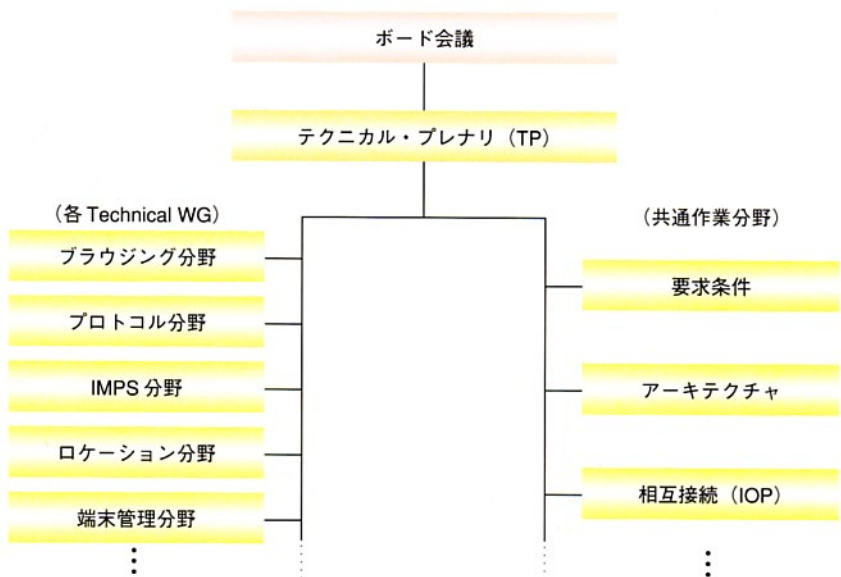 ボード会議
テクニカル・プレナリ（TP）
（各 Technical WG）
ブラウジング分野
プロトコル分野
IMPS 分野
ロケーション分野
端末管理分野
（共通作業分野）
要求条件
アーキテクチャ
相互接続（IOP）